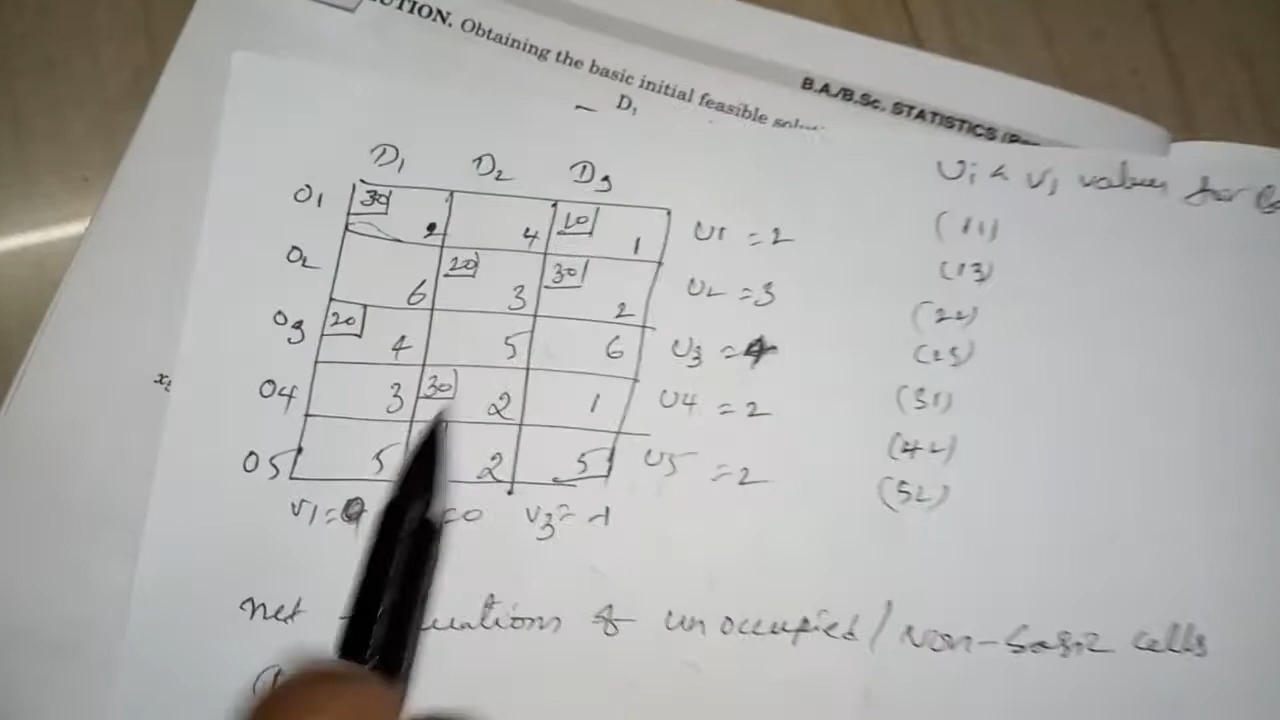 UTION. Obtaining the basic initial feasible
B.A./B.Sc. STATISTICS
D₁
D₁ D₂ D₃
O1 30 2 4 10 1 U1 = 2
O2 6 20 3 30 2 U2 = 3
O3 20 4 5 6 U3 = 4
O4 3 30 2 1 U4 = 2
O5 5 2 5 U5 = 2
V1 = 0 =0 V3 = -1
Ui & Vj values for
(11)
(13)
(22)
(23)
(31)
(42)
(52)
net uations of unoccupied / Non-basic cells